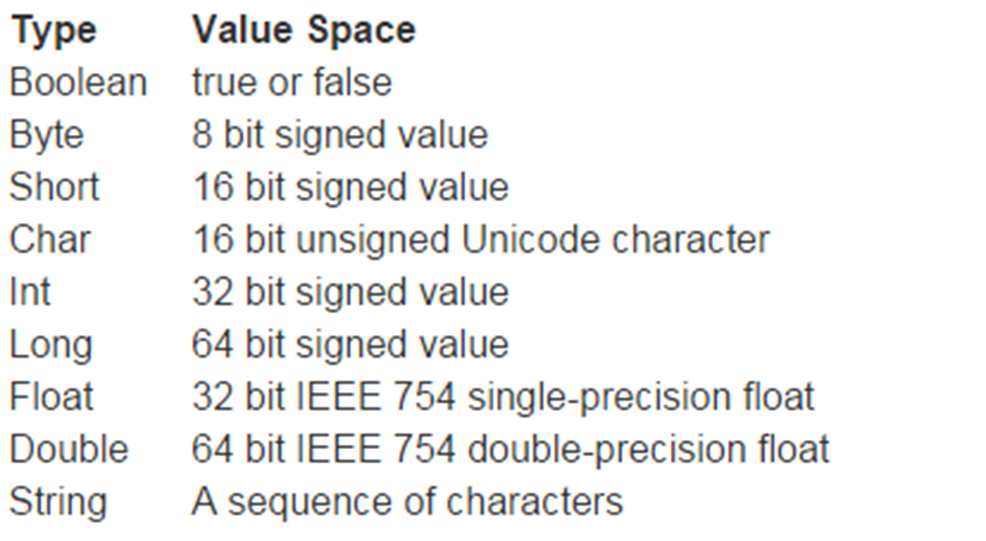 Type Value Space
Boolean true or false
Byte 8 bit signed value
Short 16 bit signed value
Char 16 bit unsigned Unicode character
Int 32 bit signed value
Long 64 bit signed value
Float 32 bit IEEE 754 single-precision float
Double 64 bit IEEE 754 double-precision float
String A sequence of characters